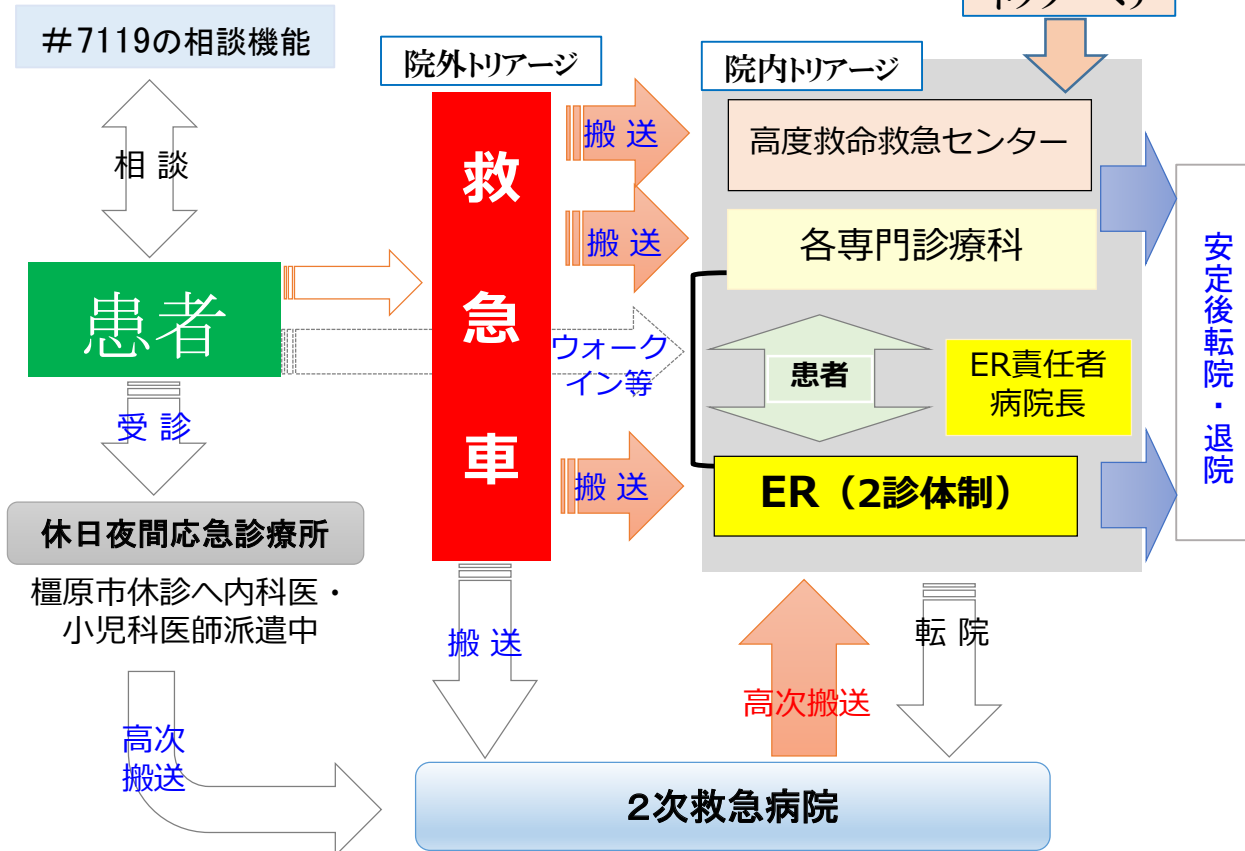 #7119の相談機能
院外トリアージ
院内トリアージ
相 談
患者
受 診
休日夜間応急診療所
橿原市休診へ内科医・
小児科医師派遣中
高次
搬送
救
急
車
搬 送
搬 送
ウォーク
イン等
搬 送
搬 送
高度救命救急センター
各専門診療科
患者
ER責任者
病院長
ER(2診体制)
安定後転院・退院
高次搬送
転 院
2次救急病院